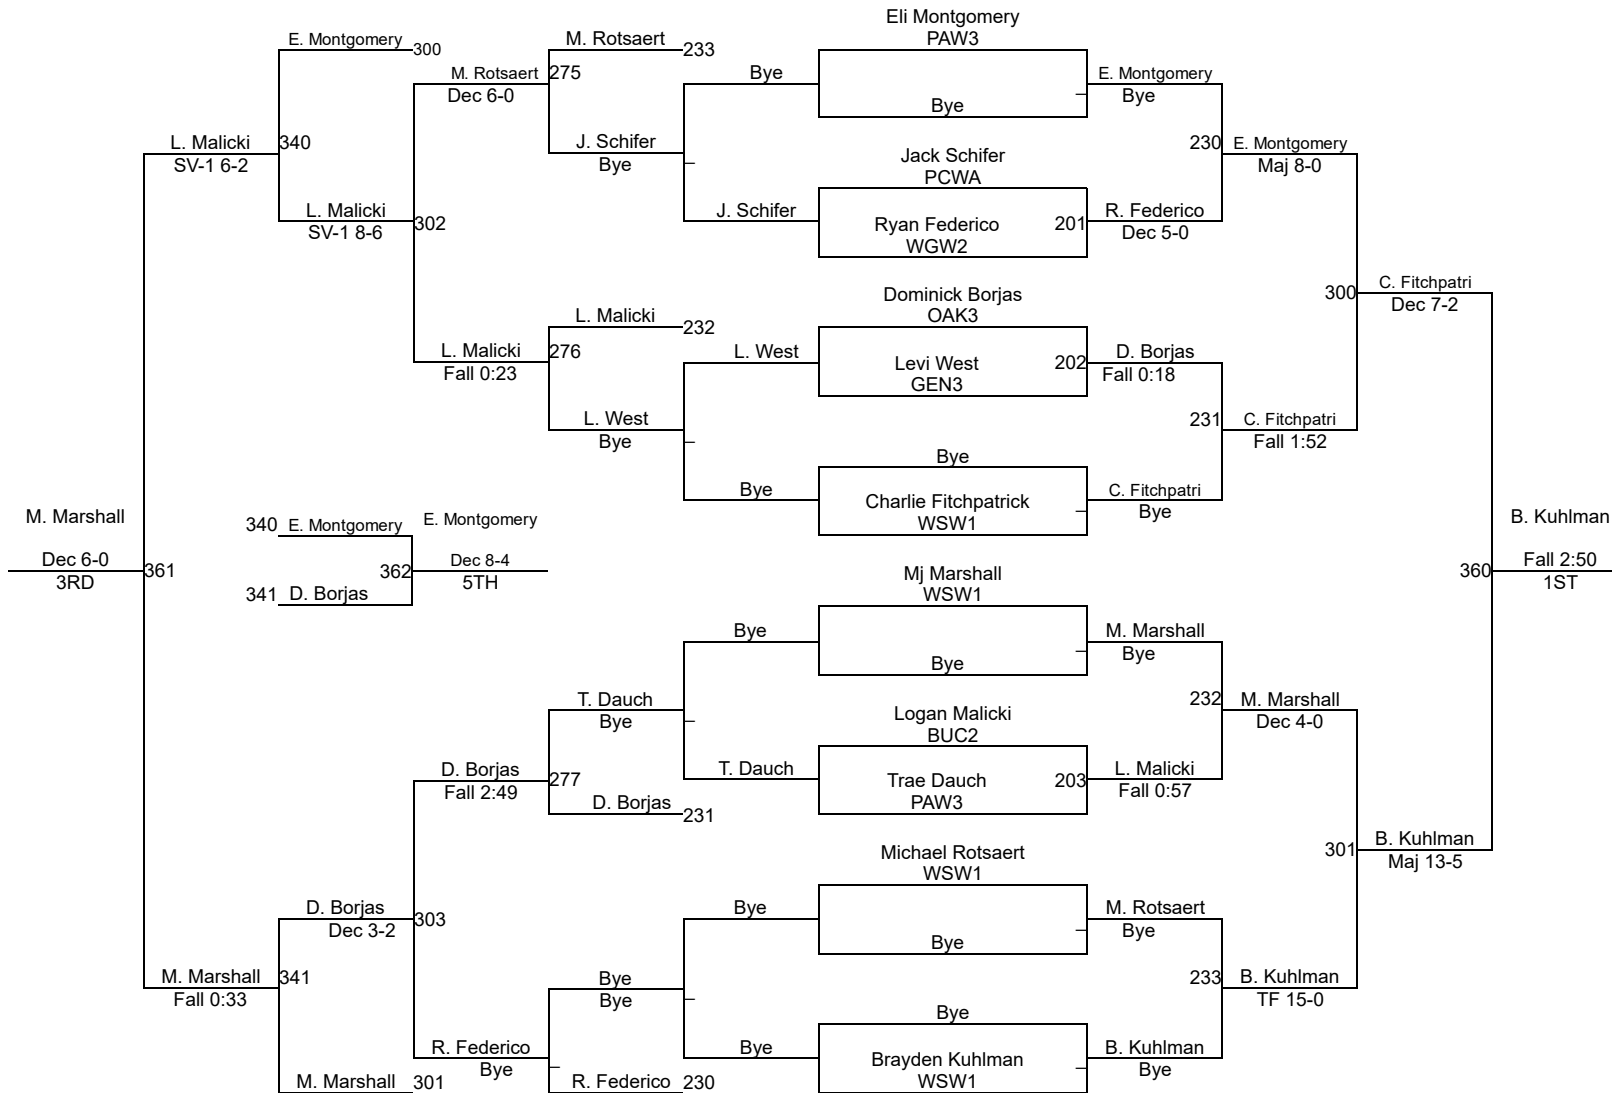 Eli Montgomery
PAW3
E. Montgomery
300
M. Rotsaert
233
M. Rotsaert
275
Dec 6-0
Bye
E. Montgomery
Bye
Bye
L. Malicki
340
SV-1 6-2
J. Schifer
Bye
Jack Schifer
PCWA
230
E. Montgomery
Maj 8-0
L. Malicki
302
SV-1 8-6
J. Schifer
Ryan Federico
WGW2
201
R. Federico
Dec 5-0
Dominick Borjas
OAK3
300
C. Fitchpatri
Dec 7-2
L. Malicki
232
L. Malicki
276
Fall 0:23
L. West
Levi West
GEN3
202
D. Borjas
Fall 0:18
L. West
Bye
231
C. Fitchpatri
Fall 1:52
Bye
Bye
Charlie Fitchpatrick
WSW1
C. Fitchpatri
Bye
M. Marshall
Dec 6-0
3RD
361
340
E. Montgomery
E. Montgomery
362
Dec 8-4
5TH
341
D. Borjas
B. Kuhlman
360
Fall 2:50
1ST
Mj Marshall
WSW1
Bye
Bye
M. Marshall
Bye
T. Dauch
Bye
Logan Malicki
BUC2
232
M. Marshall
Dec 4-0
D. Borjas
277
Fall 2:49
T. Dauch
Trae Dauch
PAW3
203
L. Malicki
Fall 0:57
D. Borjas
231
Michael Rotsaert
WSW1
301
B. Kuhlman
Maj 13-5
D. Borjas
303
Dec 3-2
Bye
Bye
M. Rotsaert
Bye
M. Marshall
341
Fall 0:33
Bye
Bye
233
B. Kuhlman
TF 15-0
Bye
R. Federico
Bye
Bye
Brayden Kuhlman
WSW1
B. Kuhlman
Bye
M. Marshall
301
R. Federico
230